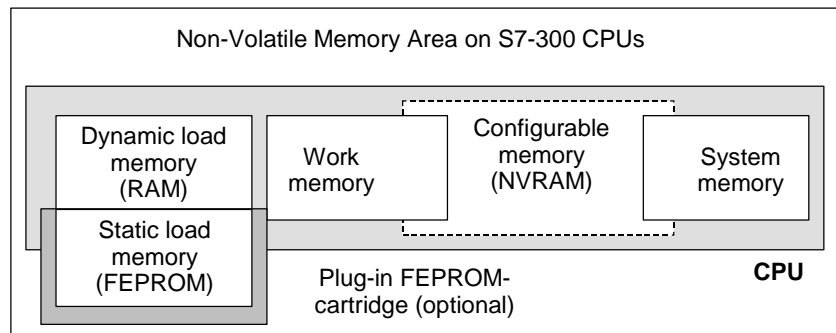 Non-Volatile Memory Area on S7-300 CPUs
Dynamic load
memory
(RAM)
Work
memory
Configurable
memory
(NVRAM)
System
memory
Static load
memory
(FEPROM)
Plug-in FEPROM-
cartridge (optional)
CPU